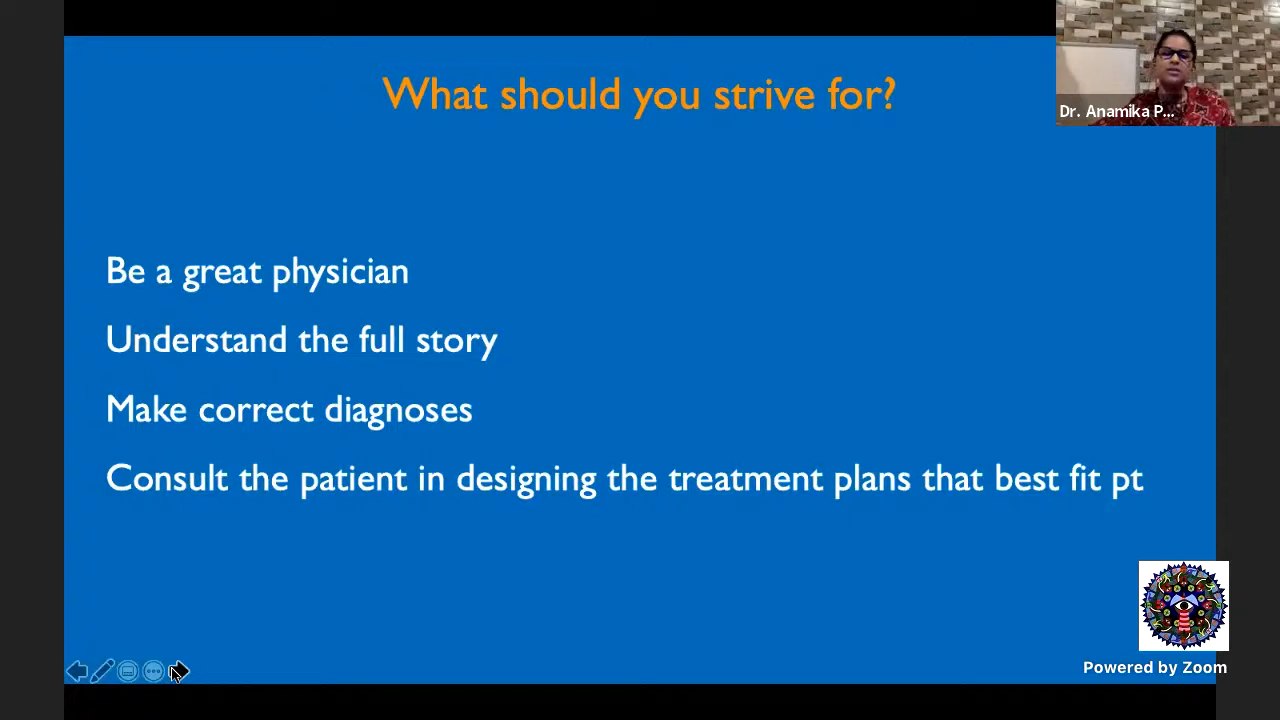 What should you strive for?
Dr. Anamika P...
Be a great physician
Understand the full story
Make correct diagnoses
Consult the patient in designing the treatment plans that best fit pt
Powered by Zoom